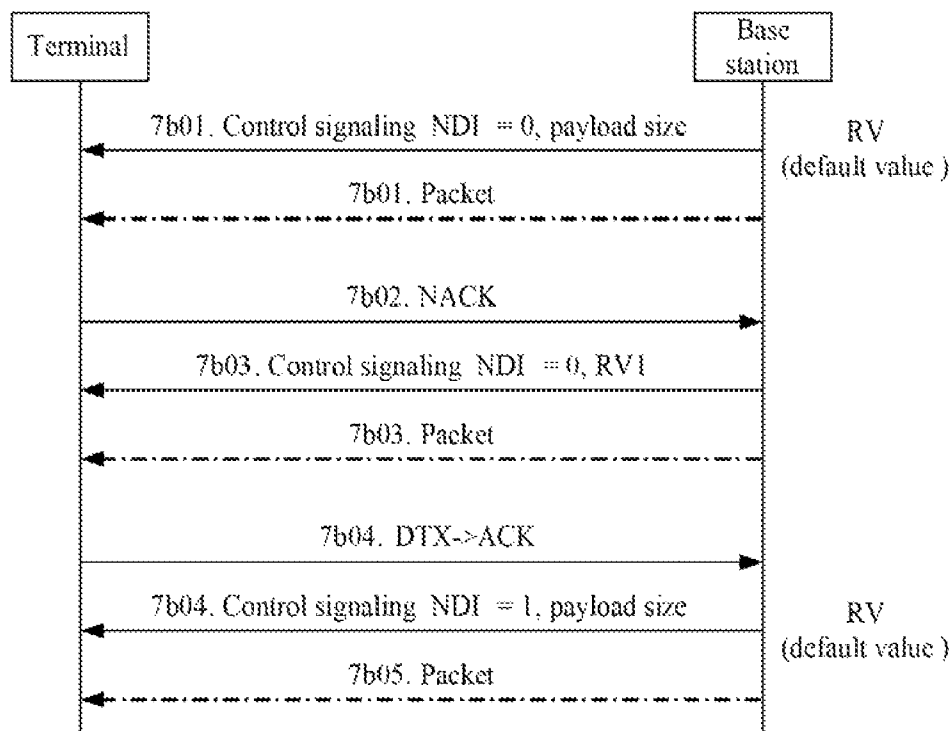 Terminal
Base
station
7b01. Control signaling NDI = 0, payload size
RV
(default value )
7b01. Packet
7b02. NACK
7b03. Control signaling NDI = 0, RV1
7b03. Packet
7b04. DTX->ACK
7b04. Control signaling NDI = 1, payload size
RV
(default value )
7b05. Packet